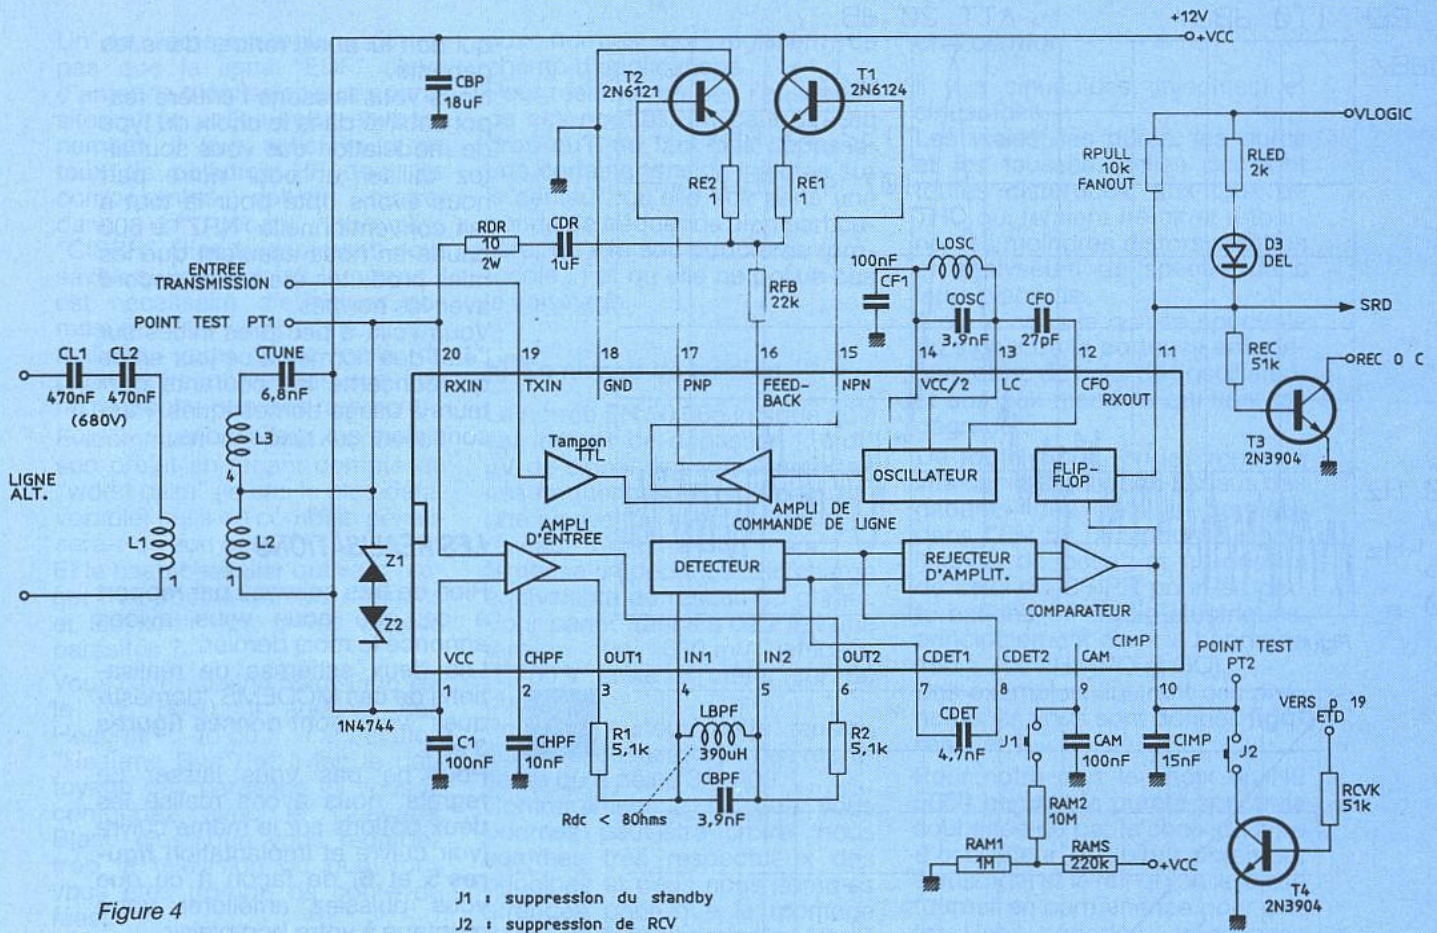 +12V
+VCC
CBP
18uF
T2
2N6121
T1
2N6124
VLOGIC
RPULL
10k
FANOUT
RLED
2k
RE2
1
RE1
1
RDR
10
2W
CDR
1uF
D3
DEL
ENTREE
TRANSMISSION
POINT TEST PT1
RFB
22k
100nF
CF1
LOSC
COSC
3,9nF
CFO
27pF
SRD
REC
51k
REC O C
T3
2N3904
CL1
470nF
CL2
470nF
(680V)
CTUNE
6,8nF
20
19
18
17
16
15
14
13
12
11
RXIN
TXIN
GND
PNP
FEED-
BACK
NPN
VCC/2
LC
CFO
RXOUT
L3
4
LIGNE
ALT.
L1
1
L2
1
Tampon
TTL
OSCILLATEUR
FLIP-
FLOP
AMPLI DE
COMMANDE DE LIGNE
AMPLI
D'ENTREE
DETECTEUR
REJECTEUR
D'AMPLIT.
COMPARATEUR
Z1
Z2
1N4744
VCC
CHPF
OUT1
IN1
IN2
OUT2
CDET1
CDET2
CAM
CIMP
1
2
3
4
5
6
7
8
9
10
POINT TEST
PT2
VERS p 19
ETD
C1
100nF
CHPF
10nF
R1
5,1k
LBPF
390uH
CBPF
3,9nF
Rdc < 8Ohms
R2
5,1k
CDET
4,7nF
J1
CAM
100nF
CIMP
15nF
J2
RCVK
51k
RAM2
10M
RAM1
1M
RAMS
220k
+VCC
T4
2N3904
Figure 4
J1 : suppression du standby
J2 : suppression de RCV